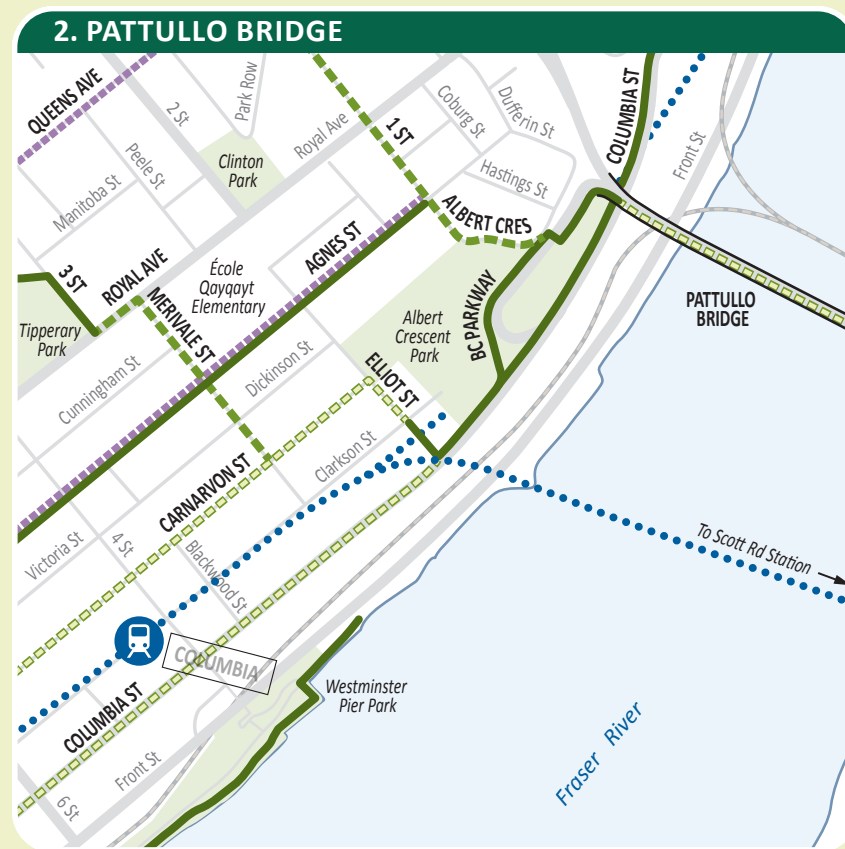 2. PATTULLO BRIDGE
QUEENS AVE
2 St
Park Row
Royal Ave
1 ST
Coburg St
Dufferin St
COLUMBIA ST
Front St
Peele St
Clinton
Park
Hastings St
Manitoba St
ALBERT CRES
3 ST
ROYAL AVE
École
Qayqayt
Elementary
AGNES ST
MERIVALE ST
BC PARKWAY
PATTULLO
BRIDGE
Tipperary
Park
Albert
Crescent
Park
Cunningham St
Dickinson St
ELLIOT ST
Clarkson St
CARNARVON ST
Victoria St
4 St
Blackwood St
To Scott Rd Station
COLUMBIA
Westminster
Pier Park
COLUMBIA ST
Front St
6 St
Fraser River